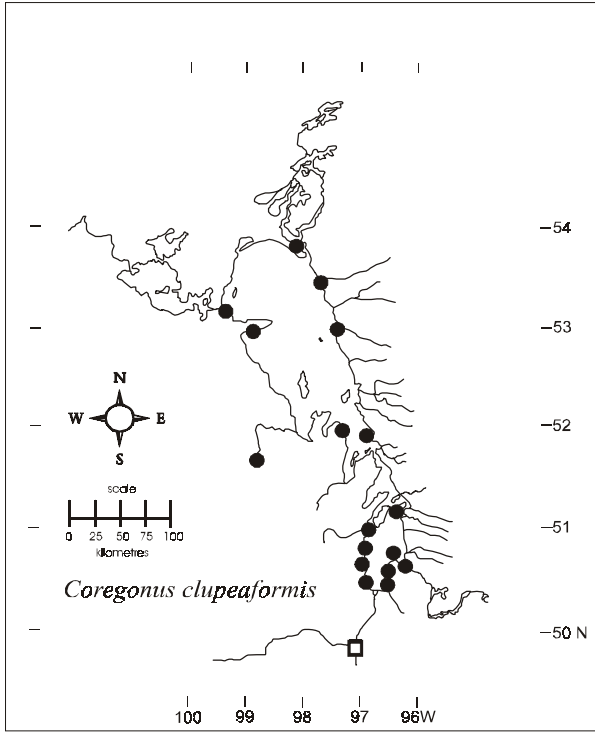 54
53
N
W E
52
S
scale
51
0 25 50 75 100
kilometres
Coregonus clupeaformis
50 N
100 99 98 97 96W